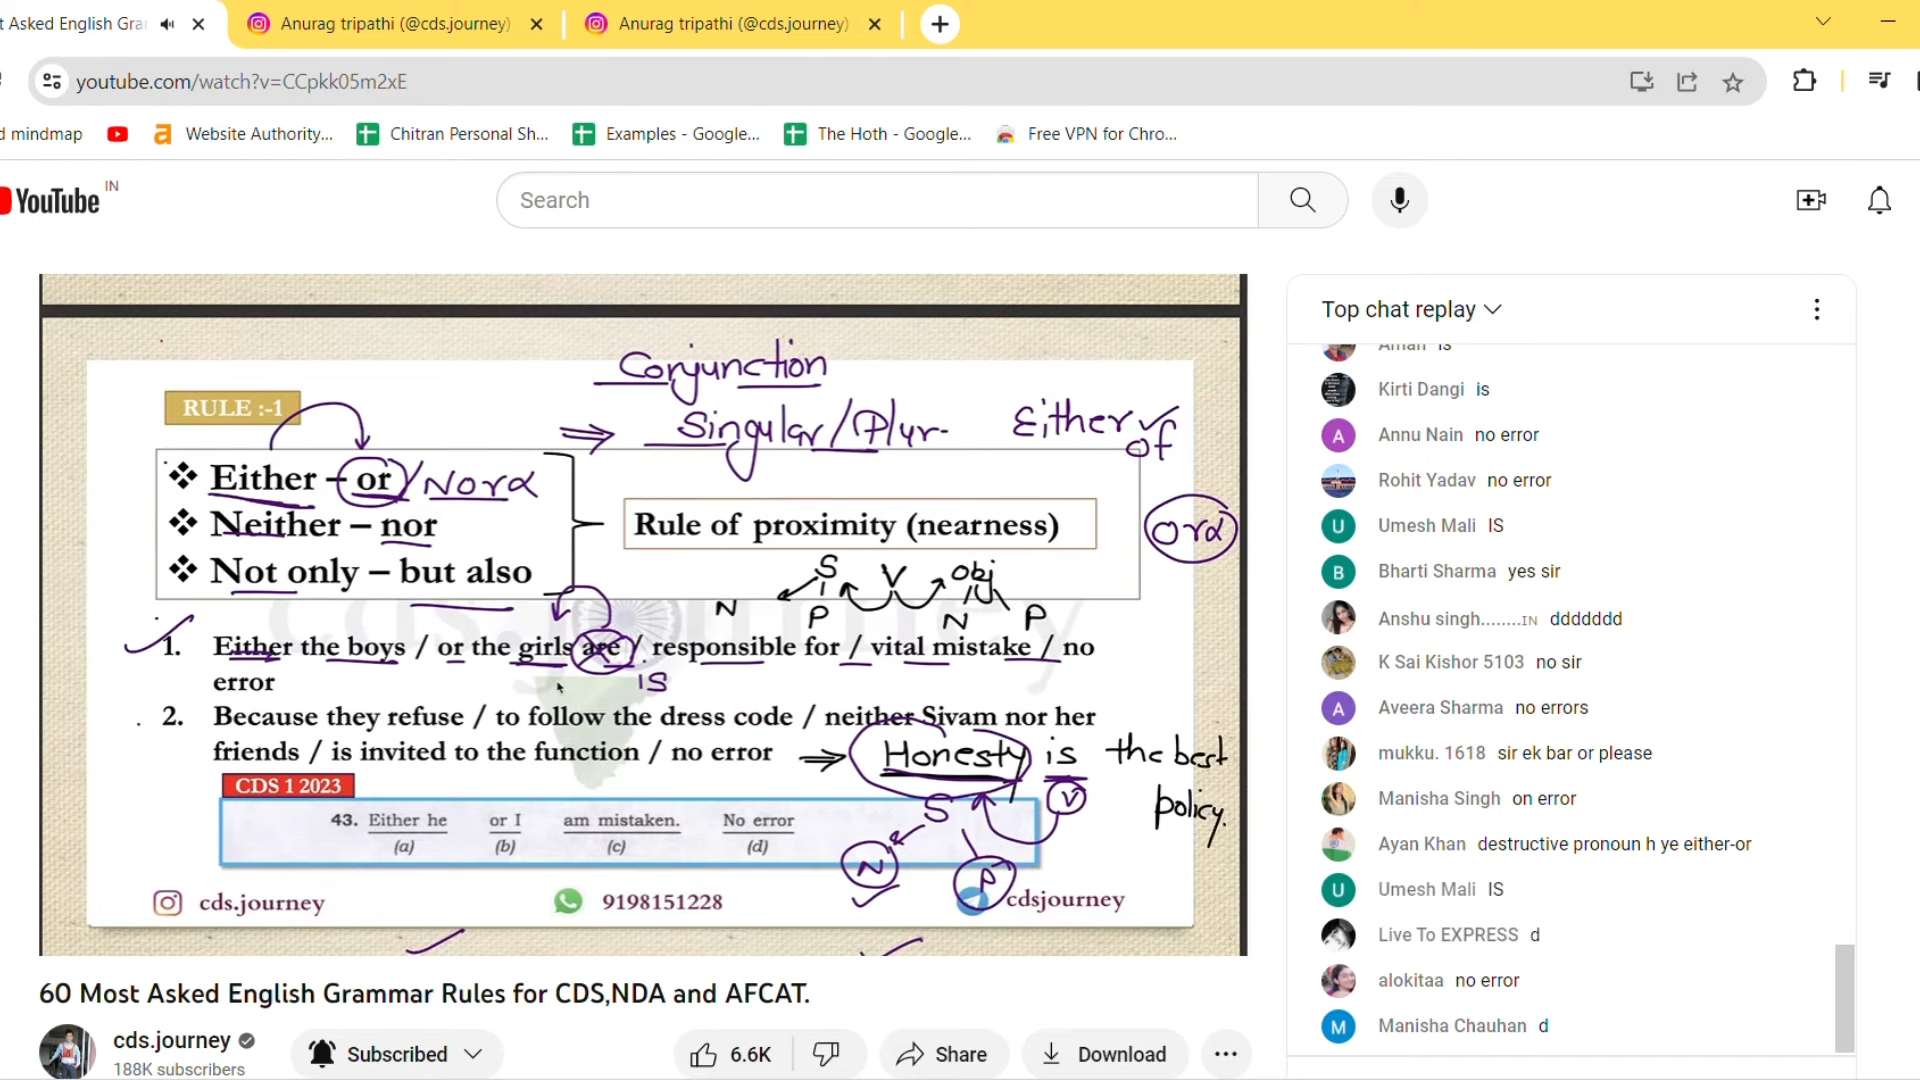 t Asked English Gra
Anurag tripathi (@cds.journey)
Anurag tripathi (@cds.journey)
youtube.com/watch?v=CCpkk05m2xE
d mindmap
Website Authority...
Chitran Personal Sh...
Examples - Google...
The Hoth - Google...
Free VPN for Chro...
YouTube IN
Search
Conjunction
RULE :-1
Singular/Plur-
Either of
❖ Either – or / Nor α
❖ Neither – nor
Rule of proximity (nearness)
Or α
❖ Not only – but also
S V Obj
N P N P
1. Either the boys / or the girls are / responsible for / vital mistake / no
error
is
2. Because they refuse / to follow the dress code / neither Sivam nor her
friends / is invited to the function / no error
⇒ Honesty is the best
policy.
CDS 1 2023
S V
43. Either he or I am mistaken. No error
(a) (b) (c) (d)
N P
cds.journey
9198151228
cdsjourney
60 Most Asked English Grammar Rules for CDS,NDA and AFCAT.
cds.journey
188K subscribers
Subscribed
6.6K
Share
Download
Top chat replay
Aman is
Kirti Dangi is
A Annu Nain no error
Rohit Yadav no error
U Umesh Mali IS
B Bharti Sharma yes sir
Anshu singh........IN ddddddd
K Sai Kishor 5103 no sir
A Aveera Sharma no errors
mukku. 1618 sir ek bar or please
Manisha Singh on error
Ayan Khan destructive pronoun h ye either-or
U Umesh Mali IS
Live To EXPRESS d
alokitaa no error
M Manisha Chauhan d